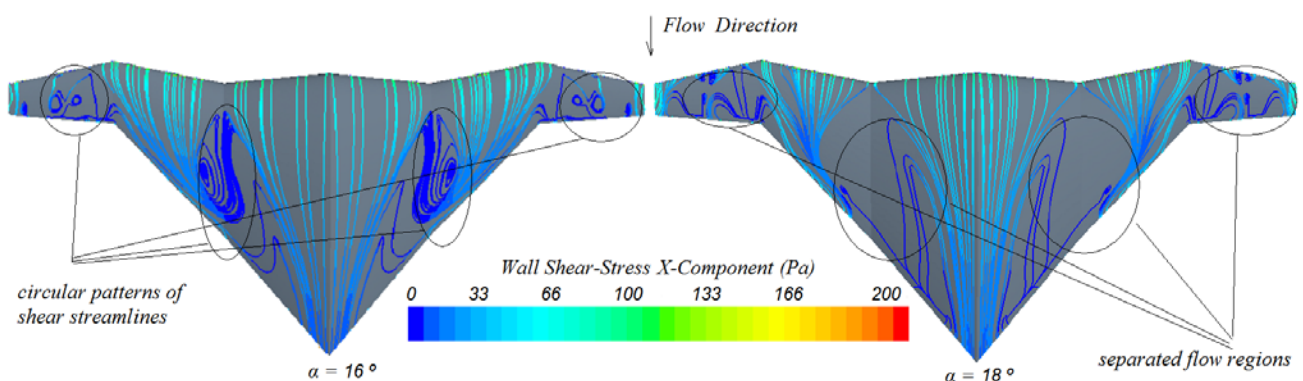 Flow Direction
Wall Shear-Stress X-Component (Pa)
0 33 66 100 133 166 200
circular patterns of
shear streamlines
separated flow regions
α = 16 º
α = 18 º